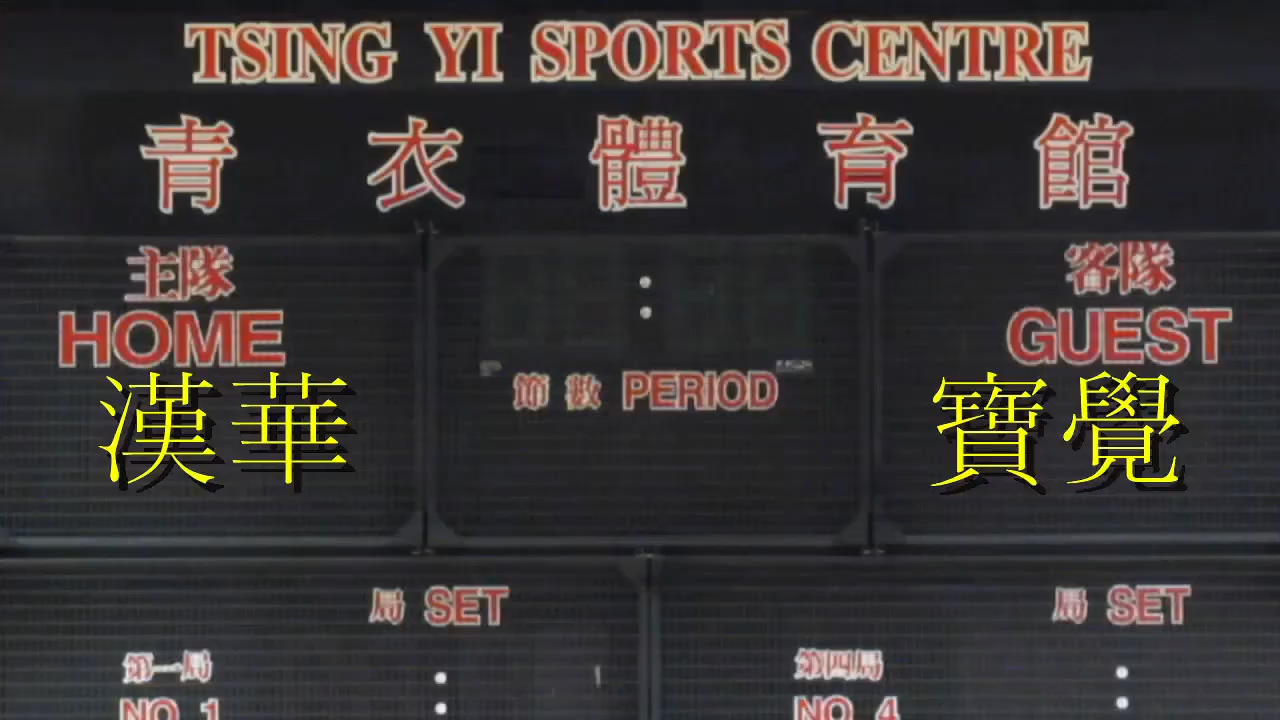 TSING YI SPORTS CENTRE
青衣體育館
主隊
客隊
HOME
GUEST
節數 PERIOD
漢華
寶覺
局 SET
局 SET
第一局
第四局
NO 1
NO 4